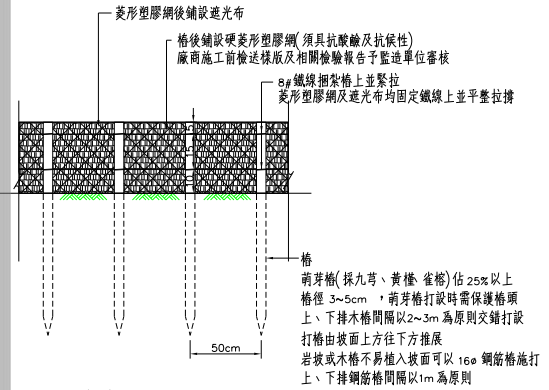 菱形塑膠網後鋪設遮光布
樁後鋪設硬菱形塑膠網(須具抗酸鹼及抗候性)
廠商施工前檢送樣版及相關檢驗報告予監造單位審核
8#鐵線捆紮樁上並緊拉
菱形塑膠網及遮光布均固定鐵線上並平整拉撐
樁
萌芽樁(採九芎、黃槿、雀榕)佔25%以上
樁徑 3~5cm ,萌芽樁打設時需保護樁頭
上、下排木樁間隔以2~3m為原則交錯打設
打樁由坡面上方往下方推展
岩坡或木樁不易植入坡面可以 16ø 鋼筋樁施打
上、下排鋼筋樁間隔以1m為原則
50cm